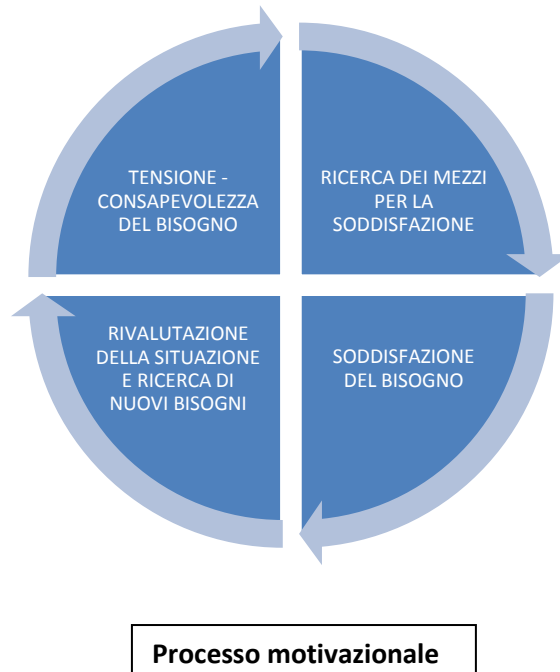 TENSIONE -
CONSAPEVOLEZZA
DEL BISOGNO
RICERCA DEI MEZZI
PER LA
SODDISFAZIONE
RIVALUTAZIONE
DELLA SITUAZIONE
E RICERCA DI
NUOVI BISOGNI
SODDISFAZIONE
DEL BISOGNO
Processo motivazionale